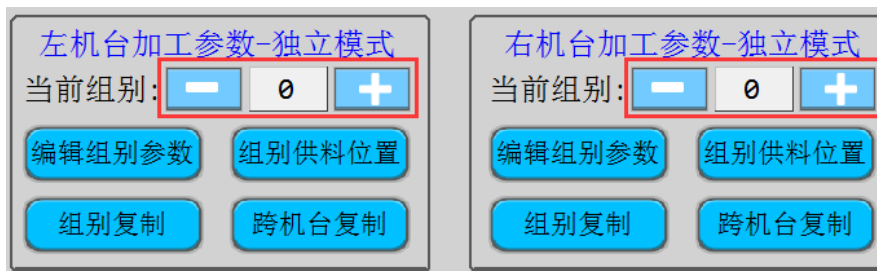 左机台加工参数-独立模式
当前组别: 0
编辑组别参数 组别供料位置
组别复制 跨机台复制
右机台加工参数-独立模式
当前组别: 0
编辑组别参数 组别供料位置
组别复制 跨机台复制